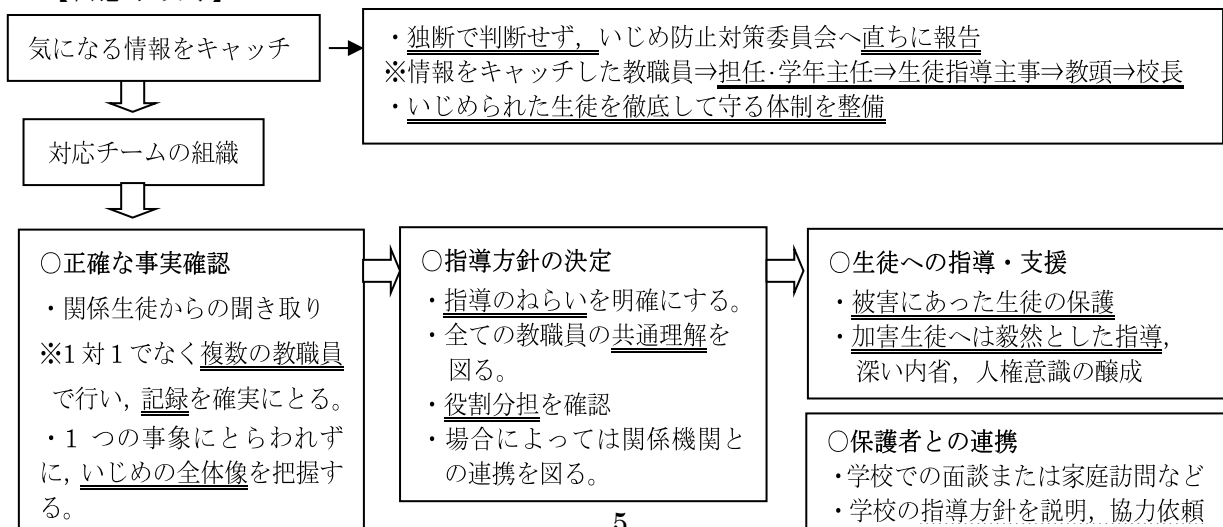 気になる情報をキャッチ
・独断で判断せず，いじめ防止対策委員会へ直ちに報告
※情報をキャッチした教職員⇒担任・学年主任⇒生徒指導主事⇒教頭⇒校長
・いじめられた生徒を徹底して守る体制を整備
対応チームの組織
○正確な事実確認
・関係生徒からの聞き取り
※1対1でなく複数の教職員
で行い，記録を確実にとる。
・1つの事象にとらわれず
に，いじめの全体像を把握す
る。
○指導方針の決定
・指導のねらいを明確にする。
・全ての教職員の共通理解を
図る。
・役割分担を確認
・場合によっては関係機関と
の連携を図る。
○生徒への指導・支援
・被害にあった生徒の保護
・加害生徒へは毅然とした指導，
深い内省，人権意識の醸成
○保護者との連携
・学校での面談または家庭訪問など
・学校の指導方針を説明，協力依頼
5